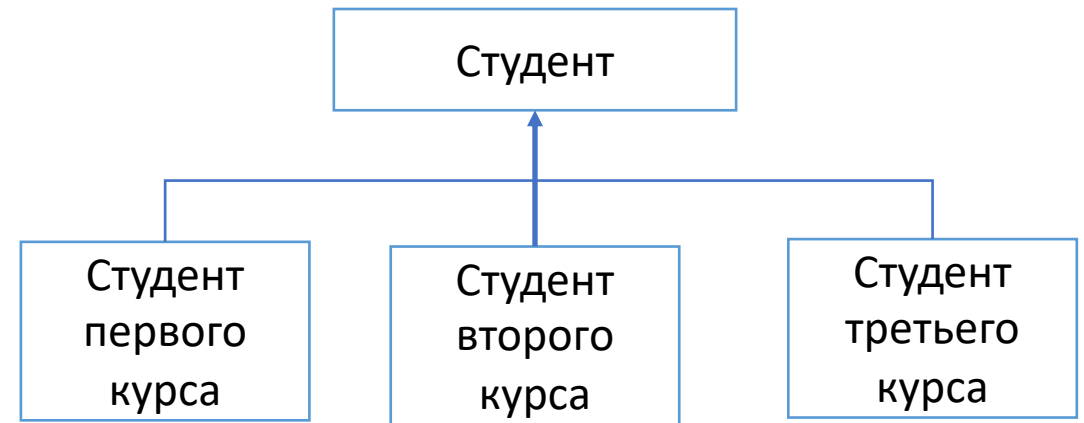 Студент
Студент
первого
курса
Студент
второго
курса
Студент
третьего
курса